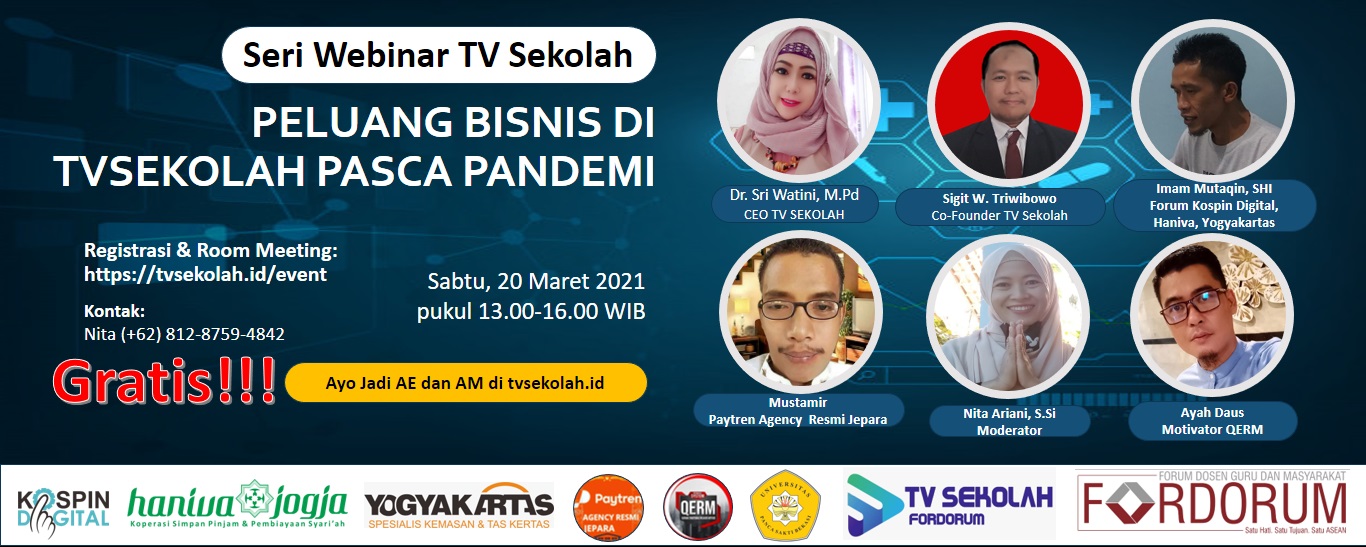 Seri Webinar TV Sekolah
PELUANG BISNIS DI
TVSEKOLAH PASCA PANDEMI
Registrasi & Room Meeting:
https://tvsekolah.id/event
Kontak:
Nita (+62) 812-8759-4842
Sabtu, 20 Maret 2021
pukul 13.00-16.00 WIB
Gratis!!!
Ayo Jadi AE dan AM di tvsekolah.id
Dr. Sri Watini, M.Pd
CEO TV SEKOLAH
Sigit W. Triwibowo
Co-Founder TV Sekolah
Imam Mutaqin, SHI
Forum Kospin Digital,
Haniva, Yogyakartas
Mustamir
Paytren Agency Resmi Jepara
Nita Ariani, S.Si
Moderator
Ayah Daus
Motivator QERM
KOSPIN
DIGITAL
haniva jogja
Koperasi Simpan Pinjam & Pembiayaan Syari'ah
YOGYAKARTAS
SPESIALIS KEMASAN & TAS KERTAS
Paytren
AGENCY RESMI
JEPARA
QERM
UNIVERSITAS
PANCA SAKTI BEKASI
TV SEKOLAH
FORDORUM
FORUM DOSEN GURU DAN MASYARAKAT
FORDORUM
Satu Hati. Satu Tujuan. Satu ASEAN